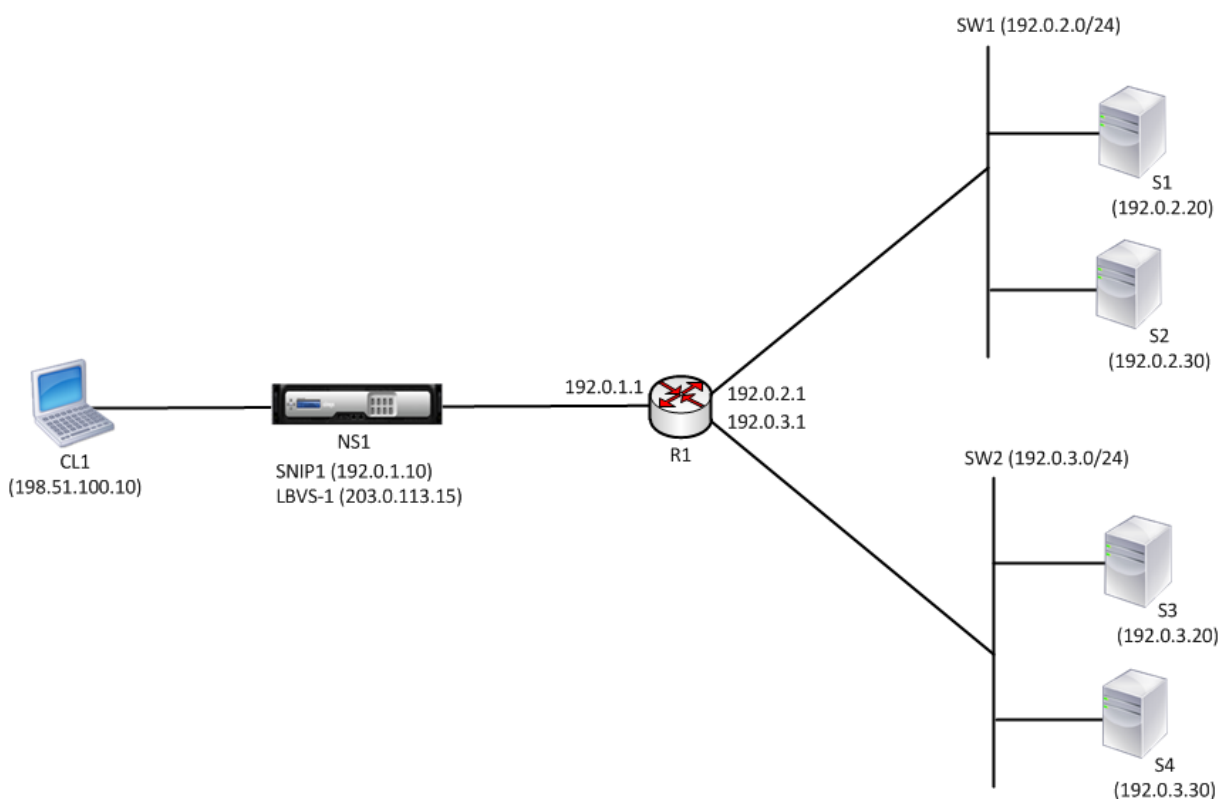 SW1 (192.0.2.0/24)
S1
(192.0.2.20)
S2
(192.0.2.30)
CL1
(198.51.100.10)
NS1
SNIP1 (192.0.1.10)
LBVS-1 (203.0.113.15)
192.0.1.1
192.0.2.1
192.0.3.1
R1
SW2 (192.0.3.0/24)
S3
(192.0.3.20)
S4
(192.0.3.30)